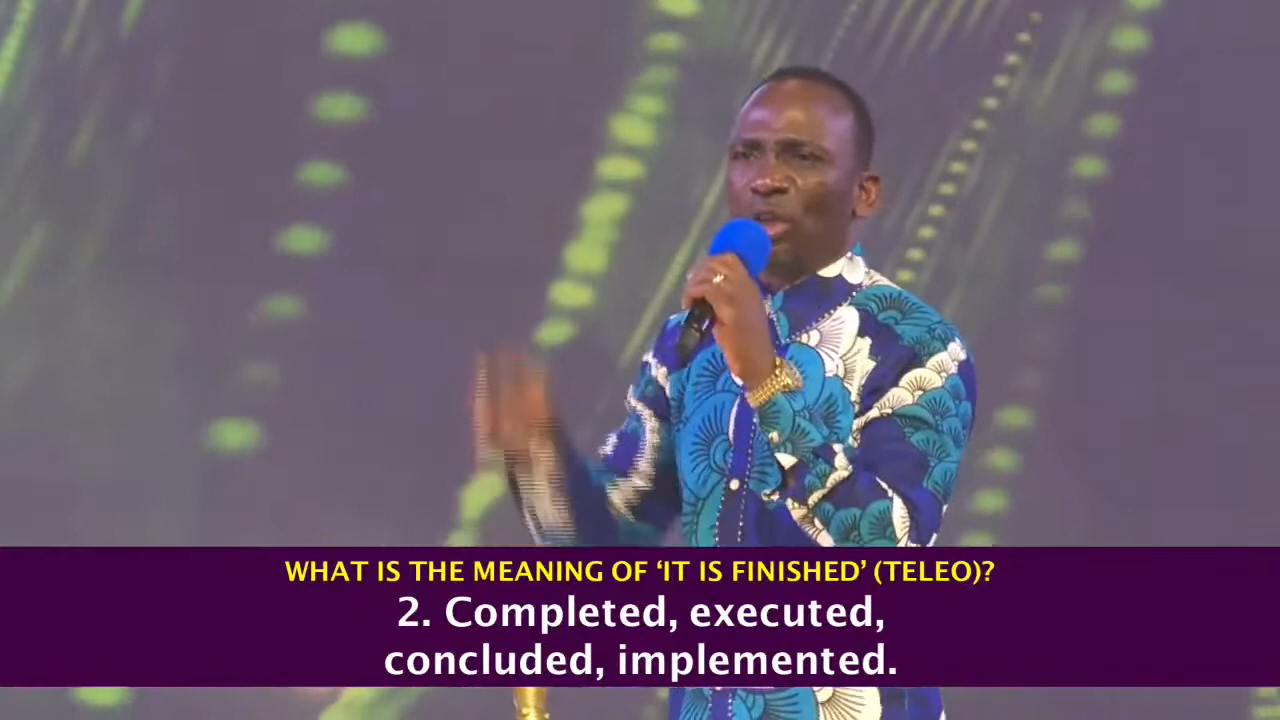 WHAT IS THE MEANING OF ‘IT IS FINISHED’ (TELEO)?
2. Completed, executed,
concluded, implemented.